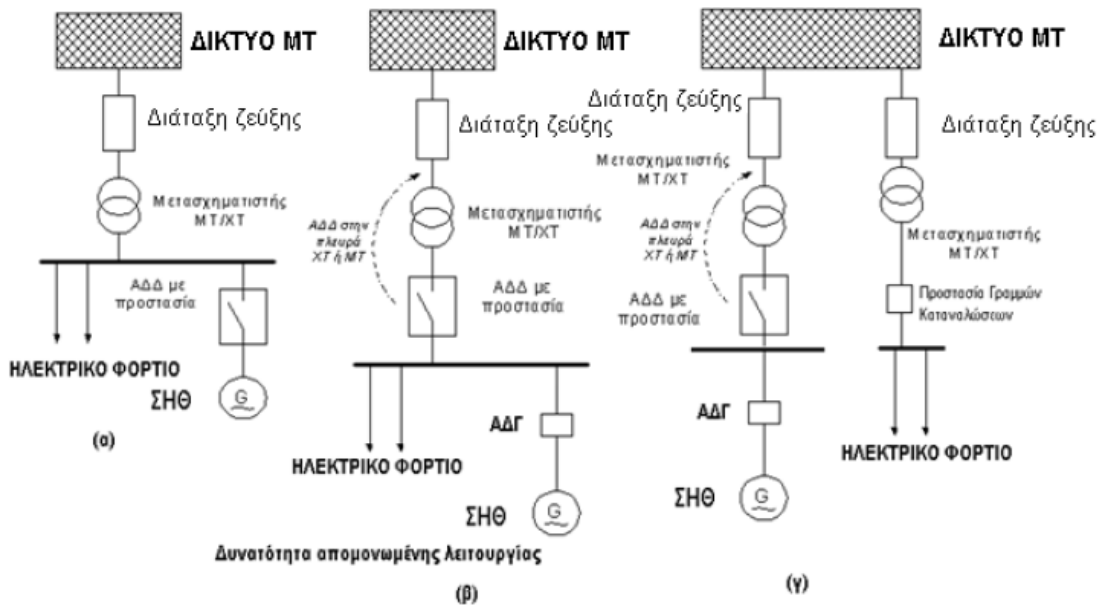 ΔΙΚΤΥΟ ΜΤ
Διάταξη ζεύξης
Μετασχηματιστής
ΜΤ/ΧΤ
ΑΔΔ με
προστασία
ΗΛΕΚΤΡΙΚΟ ΦΟΡΤΙΟ
ΣΗΘ
G
(α)
ΔΙΚΤΥΟ ΜΤ
Διάταξη ζεύξης
ΑΔΔ στην
πλευρά
ΧΤ ή ΜΤ
Μετασχηματιστής
ΜΤ/ΧΤ
ΑΔΔ με
προστασία
ΑΔΓ
ΗΛΕΚΤΡΙΚΟ ΦΟΡΤΙΟ
ΣΗΘ
G
Δυνατότητα απομονωμένης λειτουργίας
(β)
ΔΙΚΤΥΟ ΜΤ
Διάταξη ζεύξης
Μετασχηματιστής
ΜΤ/ΧΤ
ΑΔΔ στην
πλευρά
ΧΤ ή ΜΤ
ΑΔΔ με
προστασία
ΑΔΓ
ΣΗΘ
G
Διάταξη ζεύξης
Μετασχηματιστής
ΜΤ/ΧΤ
Προστασία Γραμμών
Καταναλώσεων
ΗΛΕΚΤΡΙΚΟ ΦΟΡΤΙΟ
(γ)